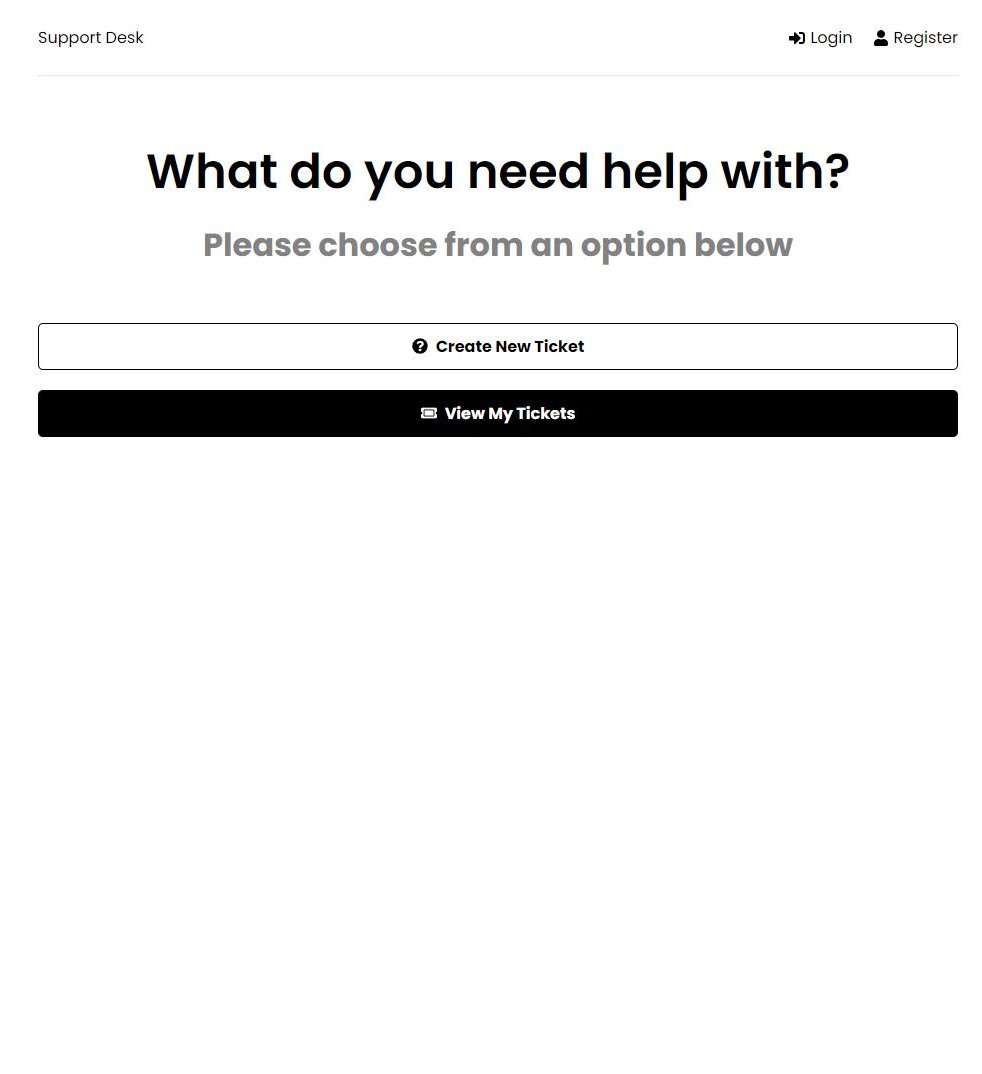 Support Desk
Login
Register
What do you need help with?
Please choose from an option below
Create New Ticket
View My Tickets